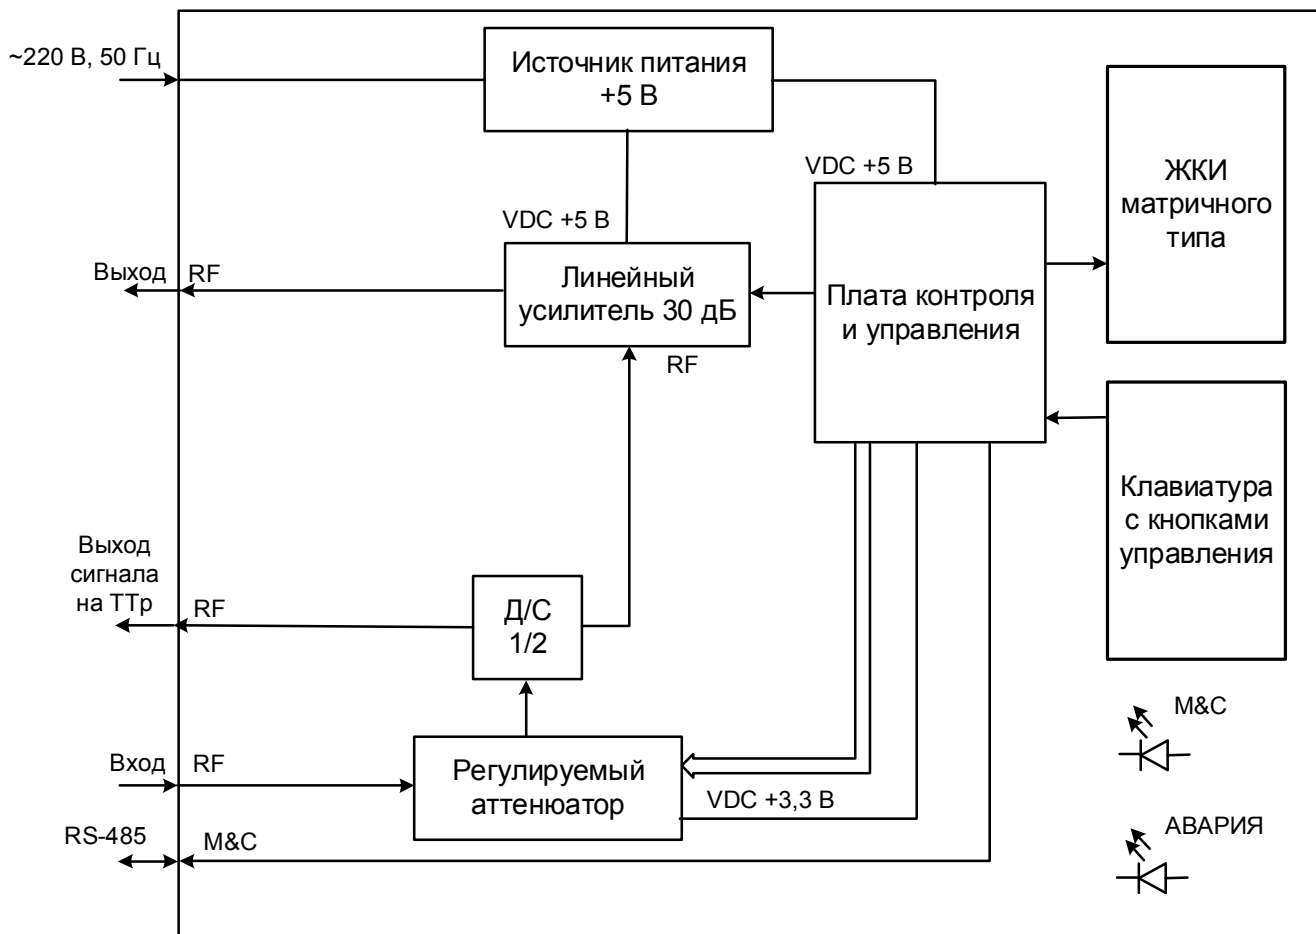 ~220 В, 50 Гц
Источник питания
+5 В
VDC +5 В
VDC +5 В
ЖКИ
матричного
типа
Выход
RF
Линейный
усилитель 30 дБ
RF
Плата контроля
и управления
Клавиатура
с кнопками
управления
Выход
сигнала
на ТТр
RF
Д/С
1/2
Вход
RF
Регулируемый
аттенюатор
VDC +3,3 В
RS-485
M&C
M&C
АВАРИЯ